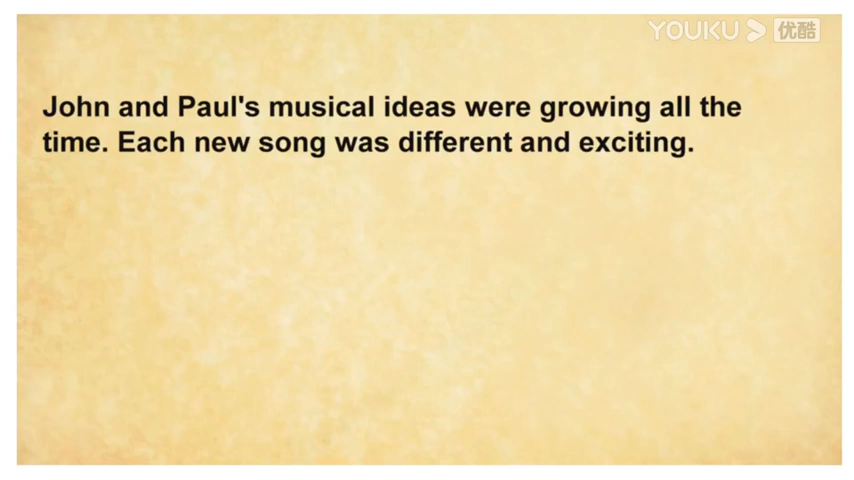 YOUKU 优酷
John and Paul's musical ideas were growing all the
time. Each new song was different and exciting.